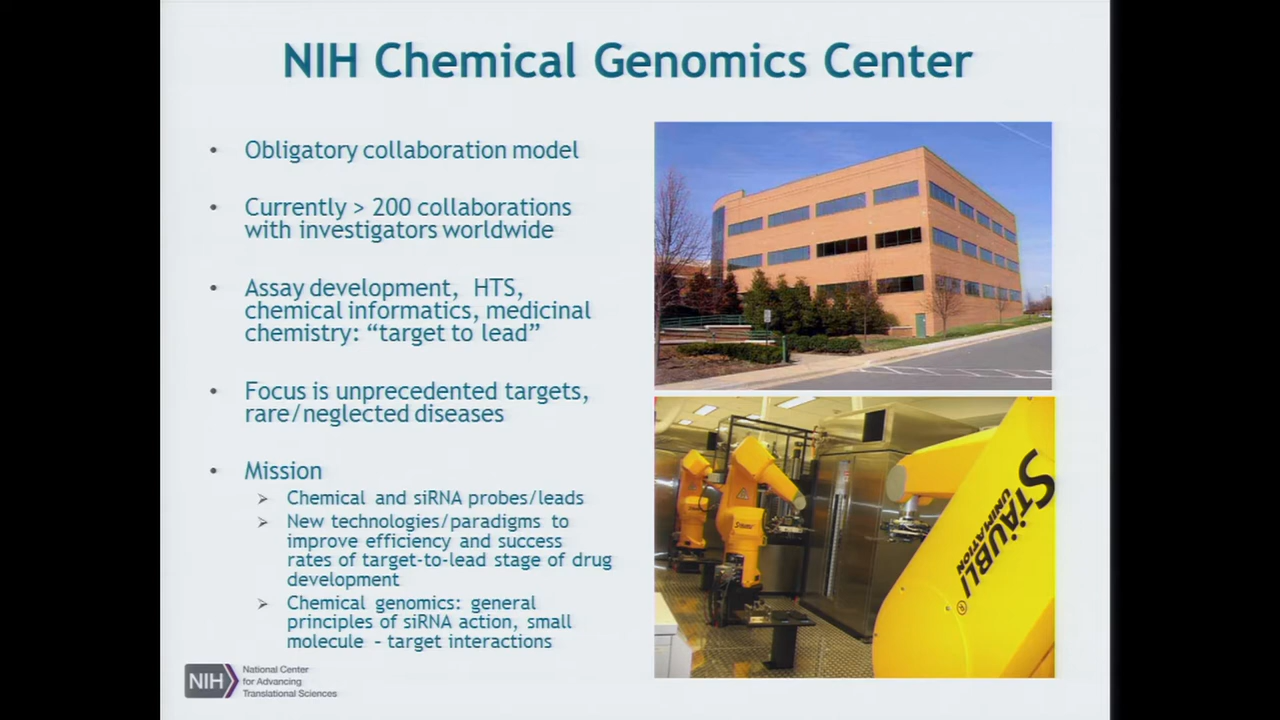 NIH Chemical Genomics Center
• Obligatory collaboration model
• Currently > 200 collaborations
with investigators worldwide
• Assay development, HTS,
chemical informatics, medicinal
chemistry: “target to lead”
• Focus is unprecedented targets,
rare/neglected diseases
• Mission
➢ Chemical and siRNA probes/leads
➢ New technologies/paradigms to
improve efficiency and success
rates of target-to-lead stage of drug
development
➢ Chemical genomics: general
principles of siRNA action, small
molecule – target interactions
STÄUBLI
UNIMATION
®
NIH
National Center
for Advancing
Translational Sciences